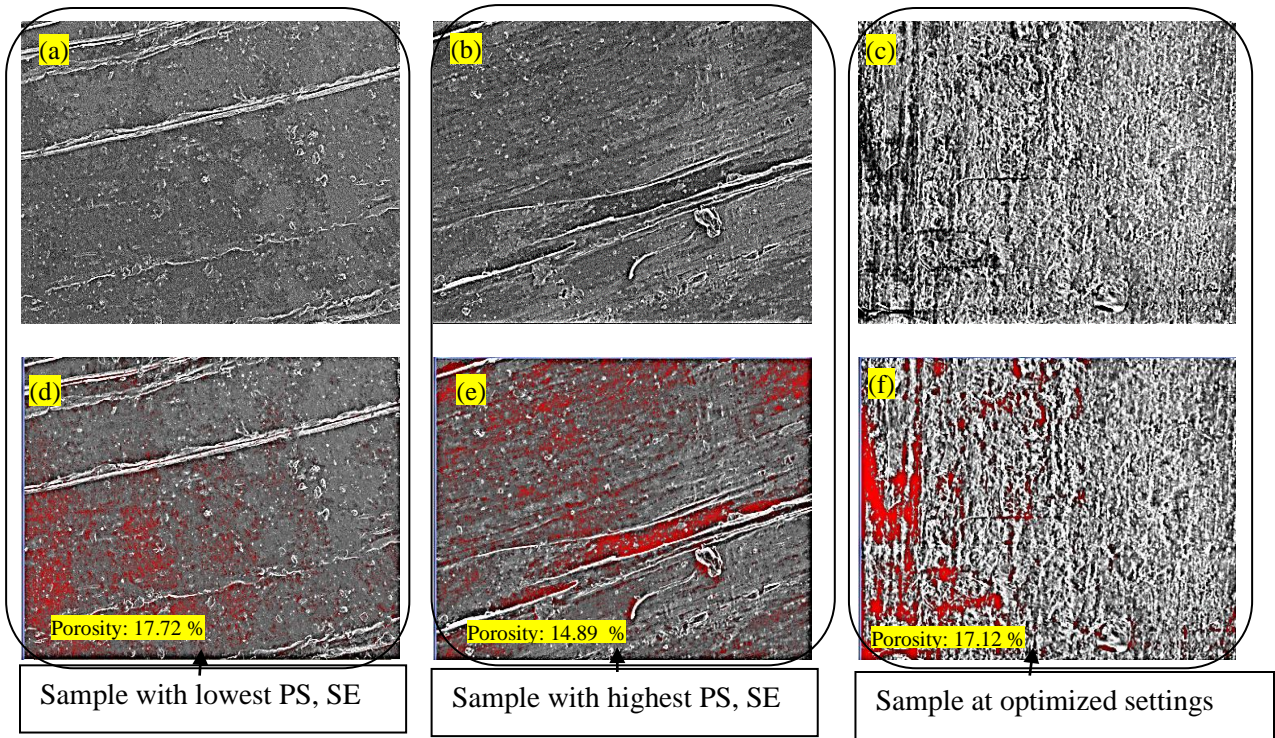 (a)
(b)
(c)
(d)
(e)
(f)
Porosity: 17.72 %
Porosity: 14.89 %
Porosity: 17.12 %
Sample with lowest PS, SE
Sample with highest PS, SE
Sample at optimized settings